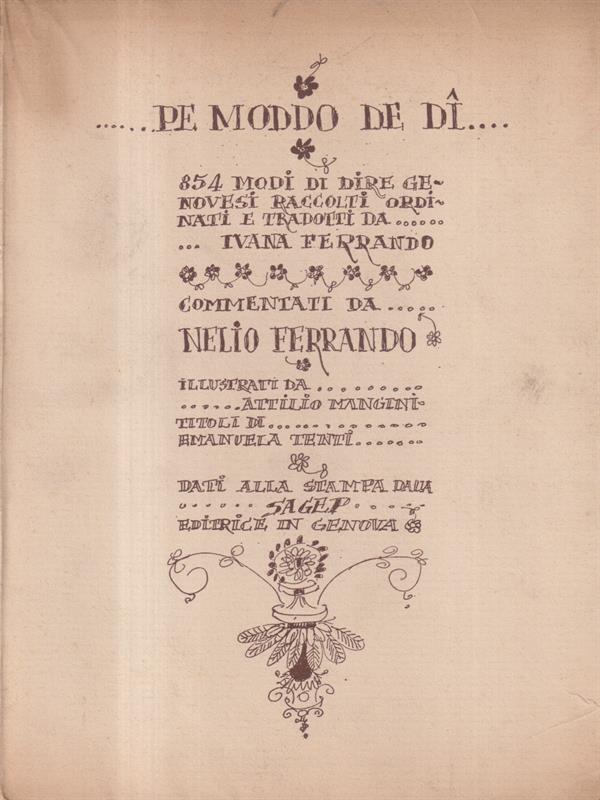 ......PE MODDO DE DÎ....
854 MODI DI DIRE GE~
NOVESI RACCOLTI ORDI~
NATI E TRADOTTI DA ......
... IVANA FERRANDO
COMMENTATI DA .....
NELIO FERRANDO
ILLUSTRATI DA ..........
......ATTILIO MANGINI-
TITOLI DI................
EMANUELA TENTI.......
DATI ALLA STAMPA DALLA
.......SAGEP.......
EDITRICE IN GENOVA